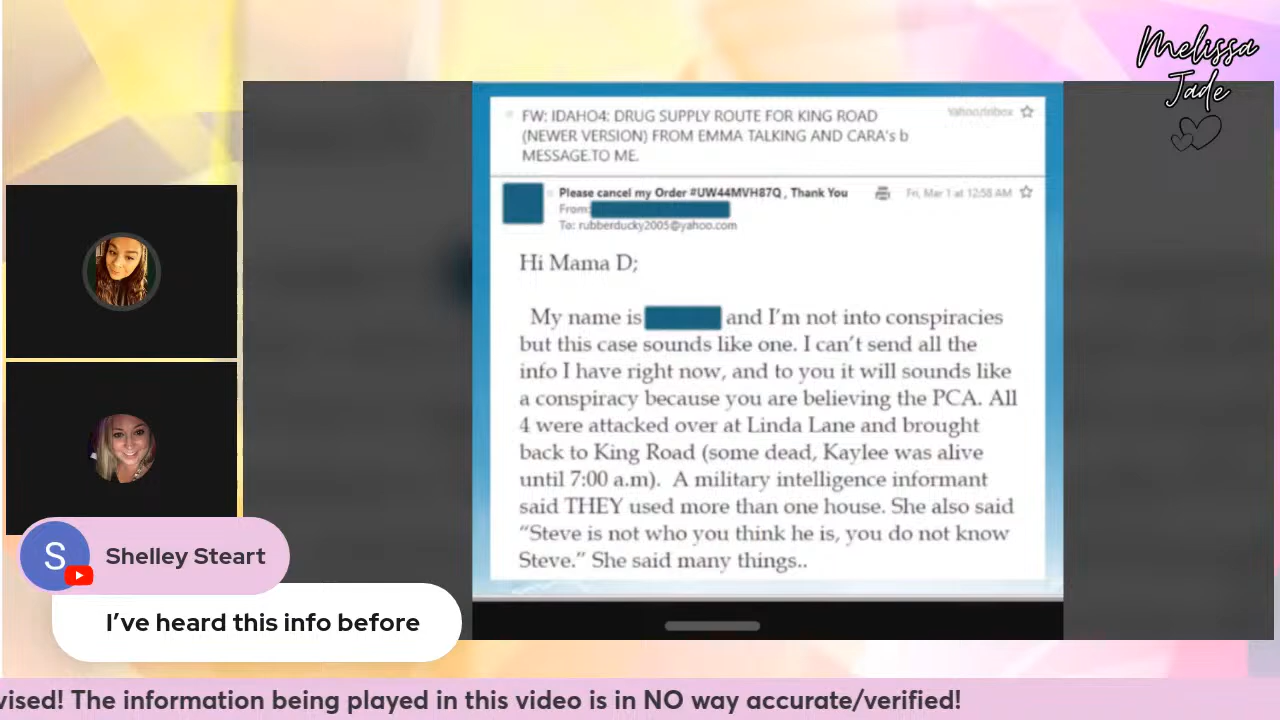 Melissa
Jade
FW: IDAHO4: DRUG SUPPLY ROUTE FOR KING ROAD
(NEWER VERSION) FROM EMMA TALKING AND CARA's b
MESSAGE.TO ME.
Yahoo/Inbox
Please cancel my Order #UW44MVH87Q , Thank You
Fri, Mar 1 at 12:58 AM
From:
To: rubberducky2005@yahoo.com
Hi Mama D;
My name is and I'm not into conspiracies
but this case sounds like one. I can't send all the
info I have right now, and to you it will sounds like
a conspiracy because you are believing the PCA. All
4 were attacked over at Linda Lane and brought
back to King Road (some dead, Kaylee was alive
until 7:00 a.m). A military intelligence informant
said THEY used more than one house. She also said
“Steve is not who you think he is, you do not know
Steve.” She said many things..
S
Shelley Steart
I’ve heard this info before
vised! The information being played in this video is in NO way accurate/verified!